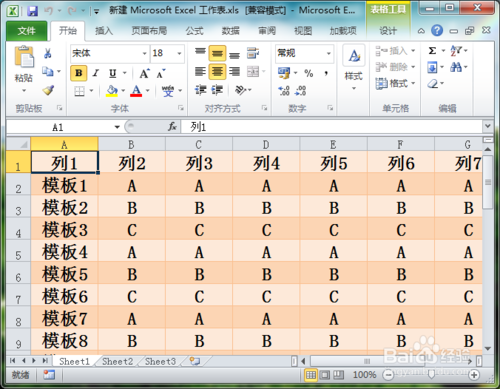 新建 Microsoft Excel 工作表.xls [兼容模式] - Microsoft E...
表格工具
文件 开始 插入 页面布局 公式 数据 审阅 视图 加载项 设计
宋体 18
常规
粘贴
样式
插入
删除
格式
剪贴板 字体 对齐方式 数字 单元格 编辑
A1 fx 列1
A B C D E F G
1 列1 列2 列3 列4 列5 列6 列7
2 模板1 A A A A A A
3 模板2 B B B B B B
4 模板3 C C C C C C
5 模板4 A A A A A A
6 模板5 B B B B B B
7 模板6 C C C C C C
8 模板7 A A A A A A
9 模板8 B B B B B B
Sheet1 Sheet2 Sheet3
就绪 100%
Baidu 经验